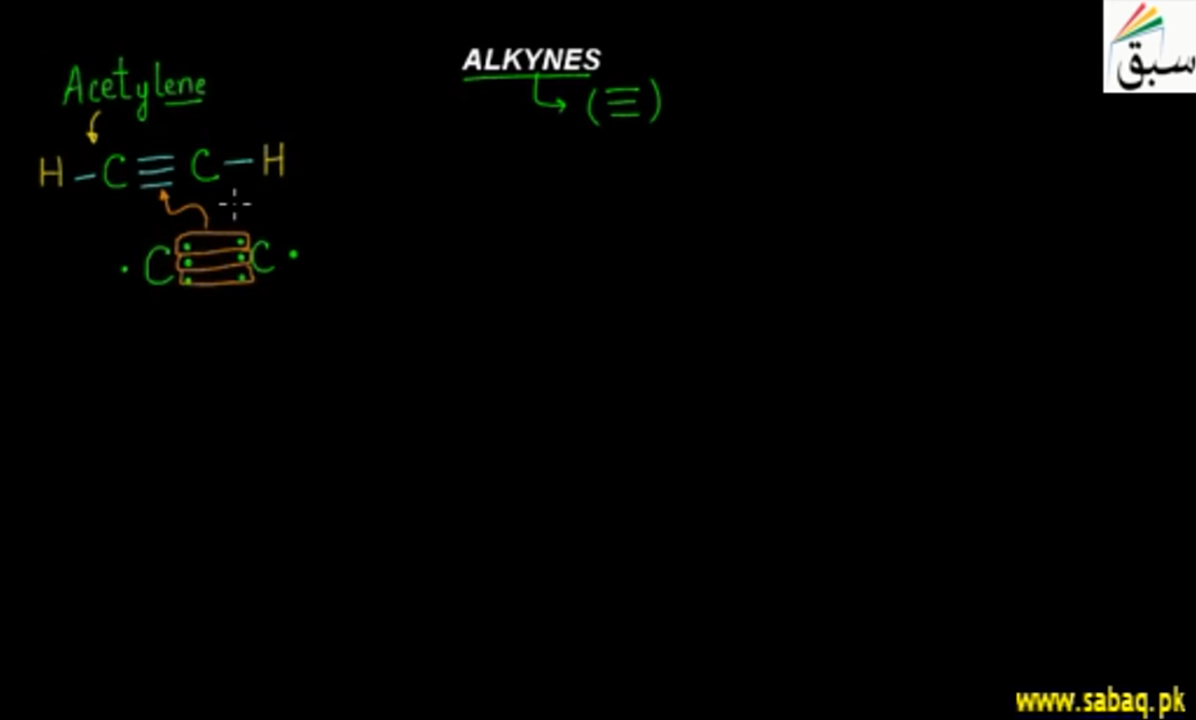 ALKYNES
(≡)
Acetylene
H-C≡C-H
·C⋮⋮C·
سبق
www.sabaq.pk